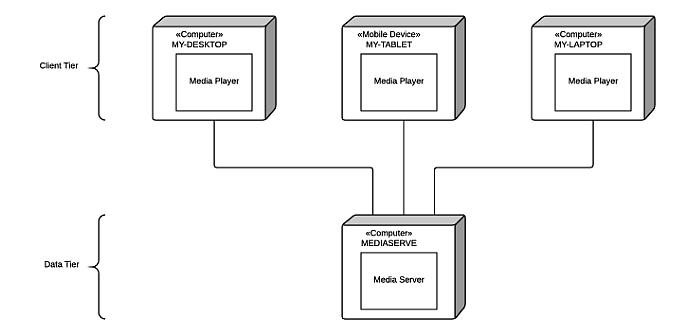 Client Tier
«Computer»
MY-DESKTOP
Media Player
«Mobile Device»
MY-TABLET
Media Player
«Computer»
MY-LAPTOP
Media Player
Data Tier
«Computer»
MEDIASERVE
Media Server